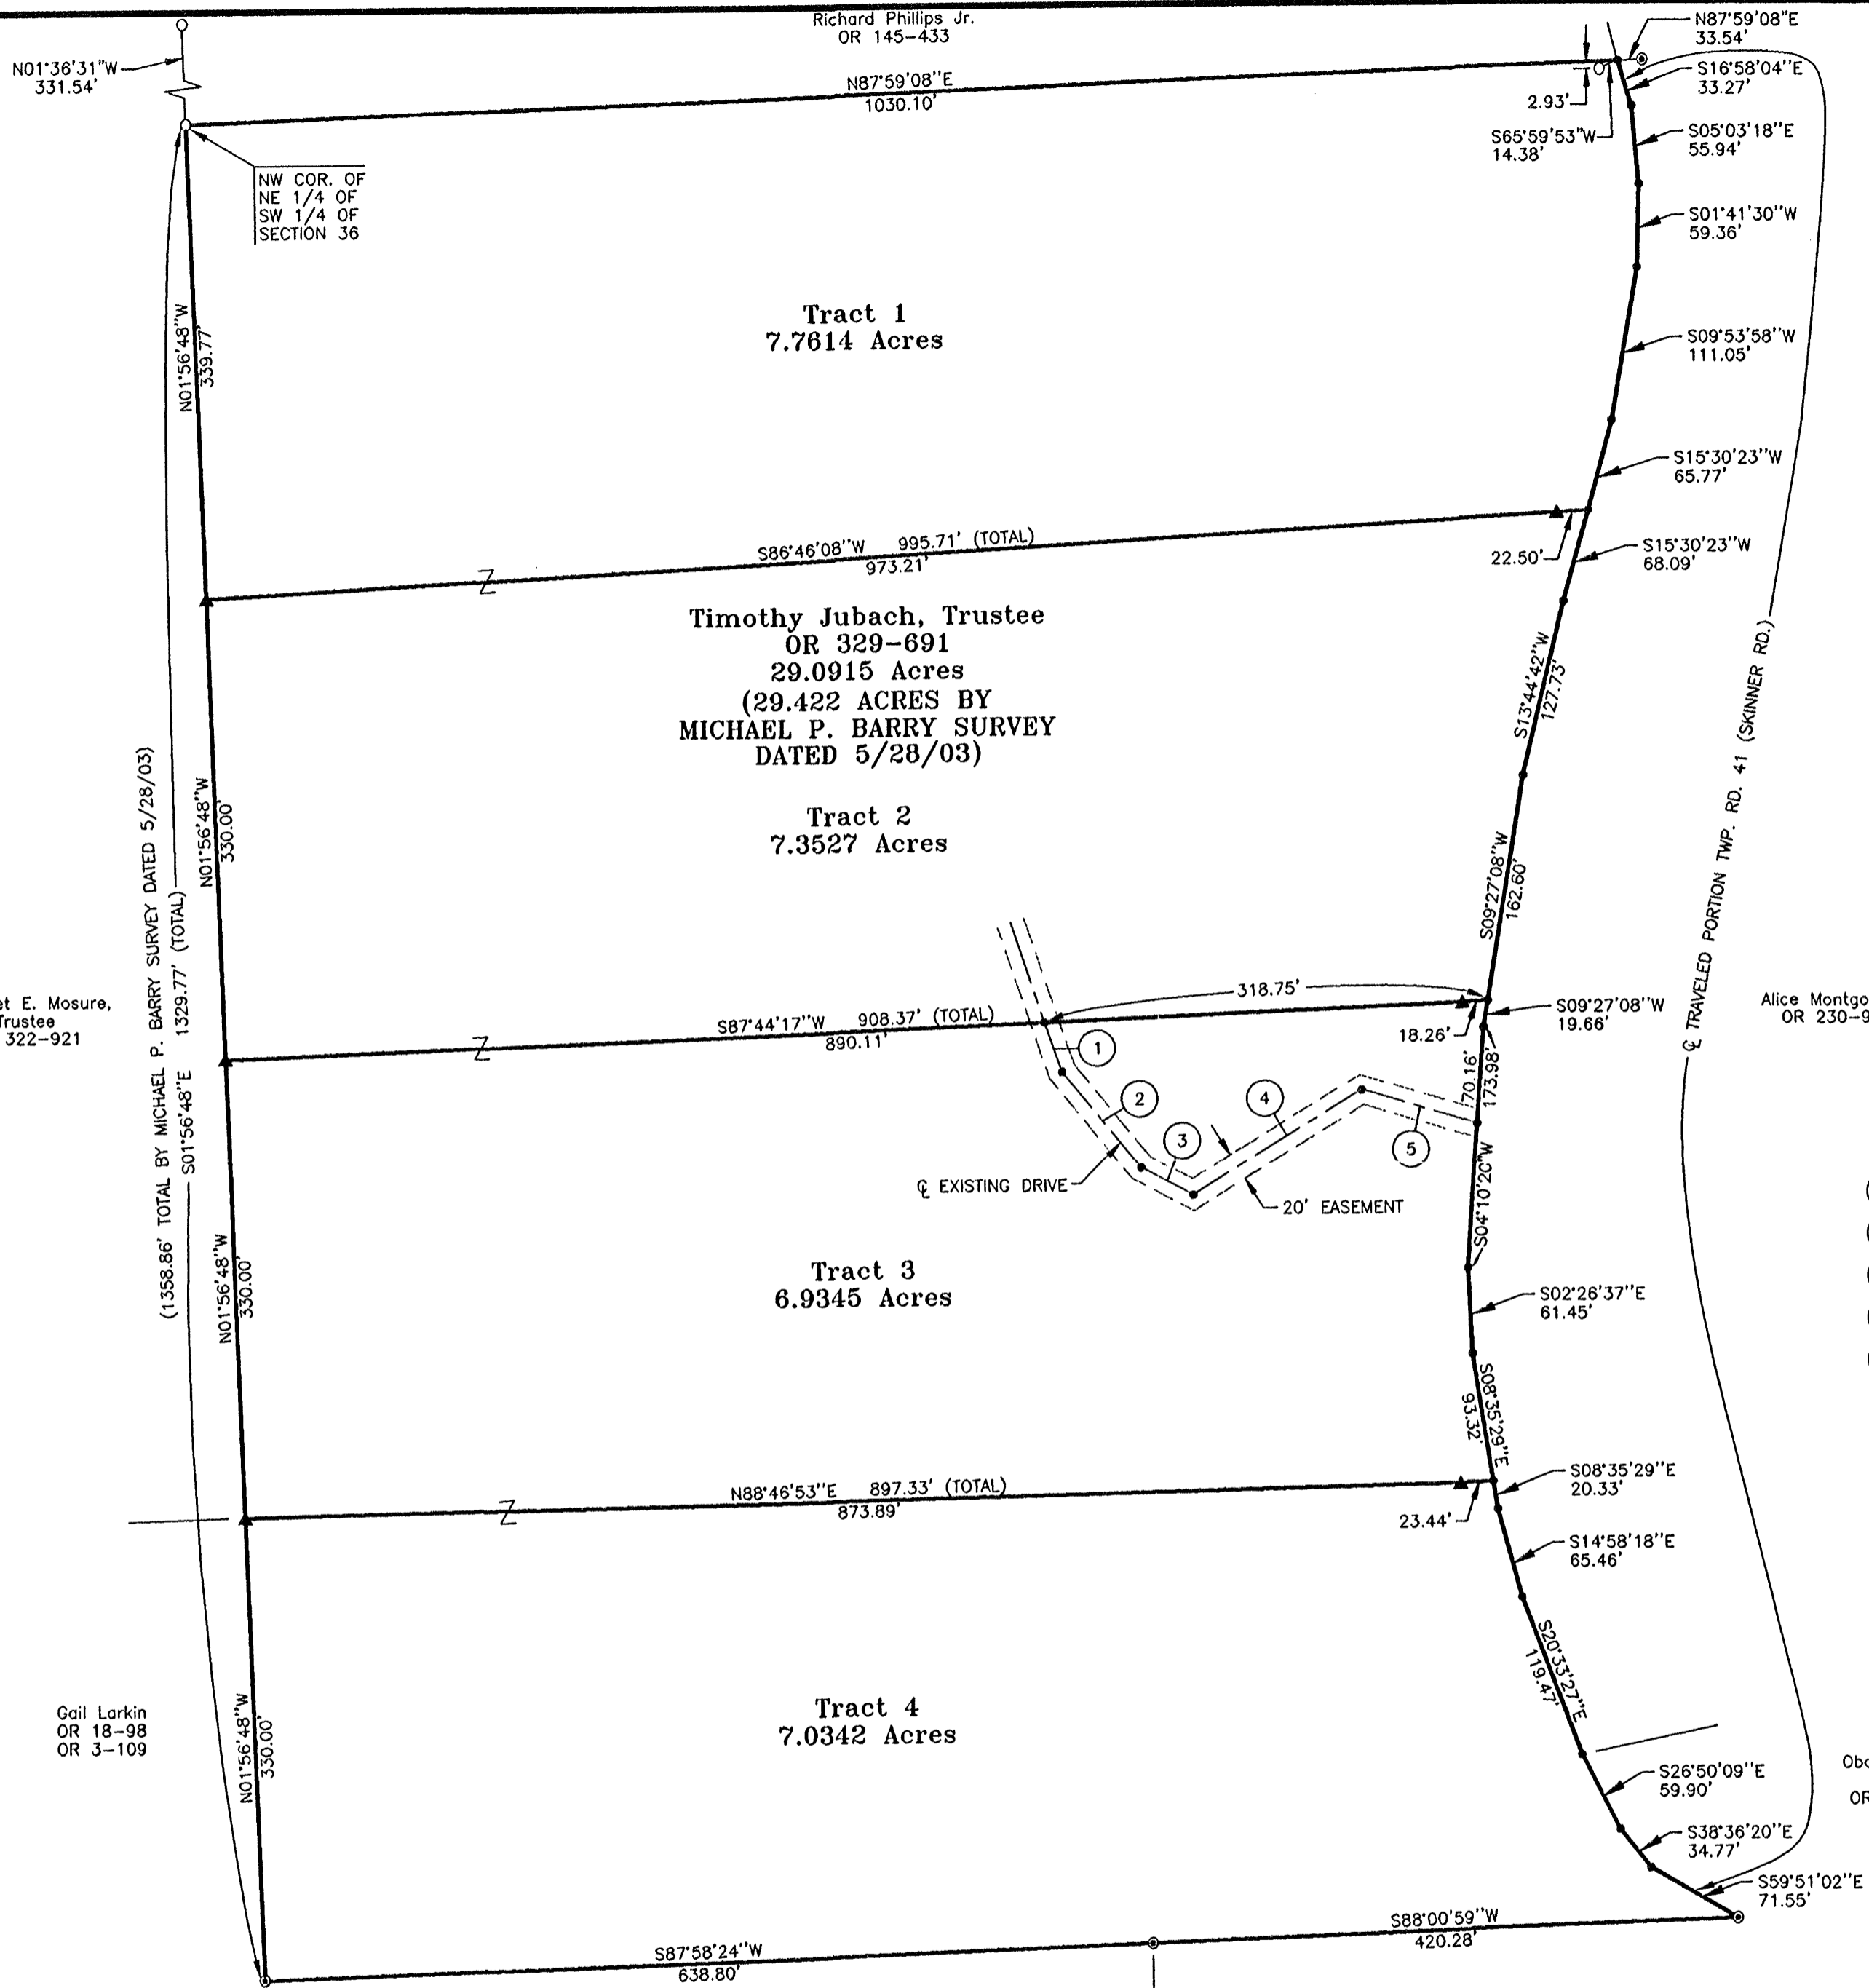 Richard Phillips Jr.
OR 145-433
N01°36'31"W
331.54'
N87°59'08"E
1030.10'
N87°59'08"E
33.54'
S16°58'04"E
33.27'
2.93'
S65°59'53"W
14.38'
S05°03'18"E
55.94'
NW COR. OF
NE 1/4 OF
SW 1/4 OF
SECTION 36
S01°41'30"W
59.36'
N01°56'48"W
339.77'
Tract 1
7.7614 Acres
S09°53'58"W
111.05'
S15°30'23"W
65.77'
S86°46'08"W 995.71' (TOTAL)
973.21'
22.50'
S15°30'23"W
68.09'
Timothy Jubach, Trustee
OR 329-691
29.0915 Acres
(29.422 ACRES BY
MICHAEL P. BARRY SURVEY
DATED 5/28/03)
S13°44'42"W
127.73'
Tract 2
7.3527 Acres
N01°56'48"W
330.00'
(1358.86' TOTAL BY MICHAEL P. BARRY SURVEY DATED 5/28/03)
S01°56'48"E 1329.77' (TOTAL)
S09°27'08"W
162.60'
℄ TRAVELED PORTION TWP. RD. 41 (SKINNER RD.)
et E. Mosure,
Trustee
322-921
318.75'
S87°44'17"W 908.37' (TOTAL)
890.11'
18.26'
S09°27'08"W
19.66'
Alice Montgo
OR 230-9
1
2
3
4
5
70.16'
173.98'
S04°10'20"W
℄ EXISTING DRIVE
20' EASEMENT
N01°56'48"W
330.00'
Tract 3
6.9345 Acres
S02°26'37"E
61.45'
S08°35'29"E
93.32'
N88°46'53"E 897.33' (TOTAL)
873.89'
23.44'
S08°35'29"E
20.33'
S14°58'18"E
65.46'
Gail Larkin
OR 18-98
OR 3-109
N01°56'48"W
330.00'
Tract 4
7.0342 Acres
S20°33'27"E
119.47'
S26°50'09"E
59.90'
Obo
OR
S38°36'20"E
34.77'
S59°51'02"E
71.55'
S88°00'59"W
420.28'
S87°58'24"W
638.80'